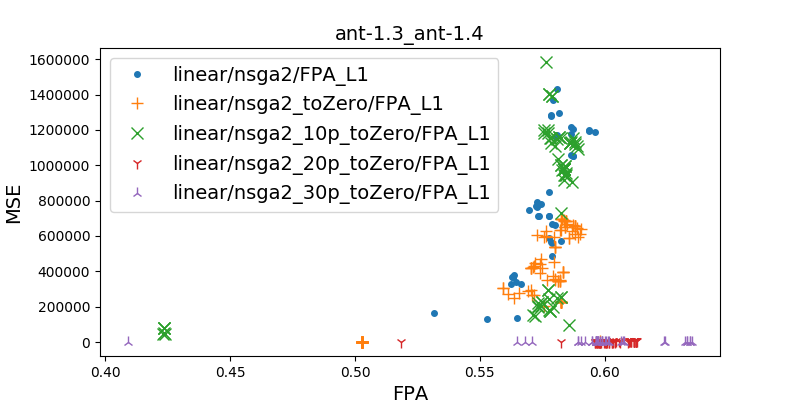 ant-1.3_ant-1.4
1600000
1400000
1200000
1000000
800000
600000
400000
200000
0
MSE
linear/nsga2/FPA_L1
linear/nsga2_toZero/FPA_L1
linear/nsga2_10p_toZero/FPA_L1
linear/nsga2_20p_toZero/FPA_L1
linear/nsga2_30p_toZero/FPA_L1
0.40 0.45 0.50 0.55 0.60
FPA